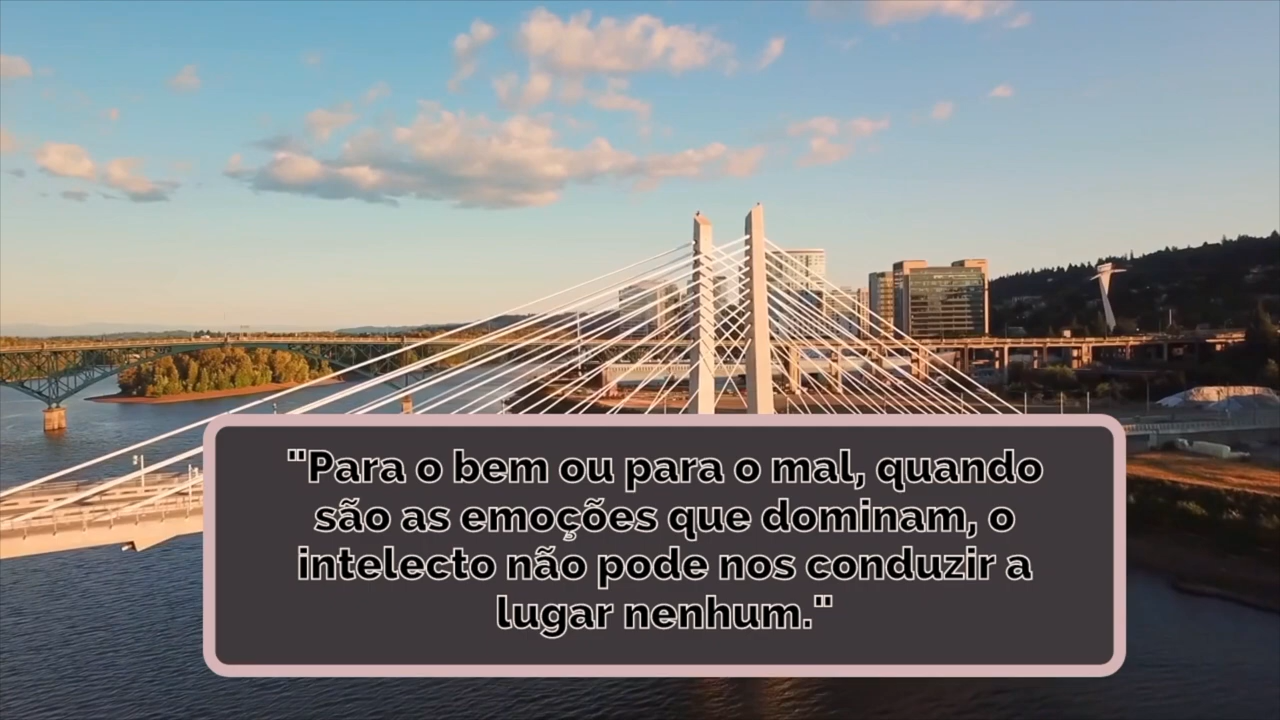 "Para o bem ou para o mal, quando
são as emoções que dominam, o
intelecto não pode nos conduzir a
lugar nenhum."